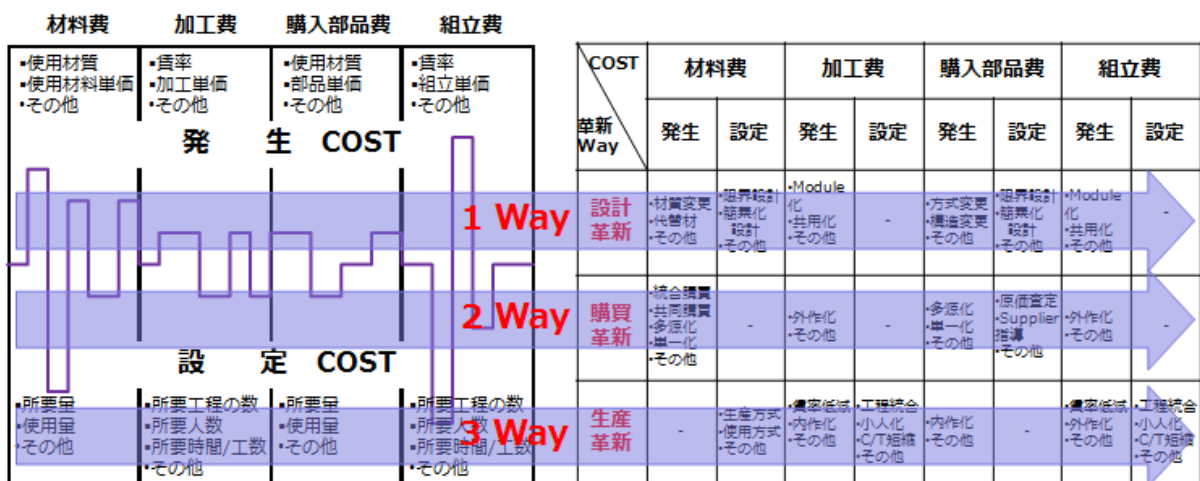 材料費 加工費 購入部品費 組立費
▪使用材質
▪使用材料単価
▪その他
▪賃率
▪加工単価
▪その他
▪使用材質
▪部品単価
▪その他
▪賃率
▪組立単価
▪その他
発 生 COST
設 定 COST
▪所要量
▪使用量
▪その他
▪所要工程の数
▪所要人数
▪所要時間/工数
▪その他
▪所要量
▪使用量
▪その他
▪所要工程の数
▪所要人数
▪所要時間/工数
▪その他
COST
革新
Way
材料費 加工費 購入部品費 組立費
発生 設定 発生 設定 発生 設定 発生 設定
1 Way
設計
革新
▪材質変更
▪代替材
▪その他
▪限界設計
▪簡素化
設計
▪その他
▪Module
化
▪共用化
▪その他
-
▪方式変更
▪構造変更
▪その他
▪限界設計
▪簡素化
設計
▪その他
▪Module
化
▪共用化
▪その他
-
2 Way
購買
革新
▪統合購買
▪共同購買
▪多源化
▪単一化
▪その他
-
▪外作化
▪その他
-
▪多源化
▪単一化
▪その他
▪原価査定
▪Supplier
指導
▪その他
▪外作化
▪その他
-
3 Way
生産
革新
-
▪生産方式
▪使用方式
▪その他
▪賃率低減
▪内作化
▪その他
▪工程統合
▪小人化
▪C/T短縮
▪その他
▪内作化
▪その他
-
▪賃率低減
▪外作化
▪その他
▪工程統合
▪小人化
▪C/T短縮
▪その他